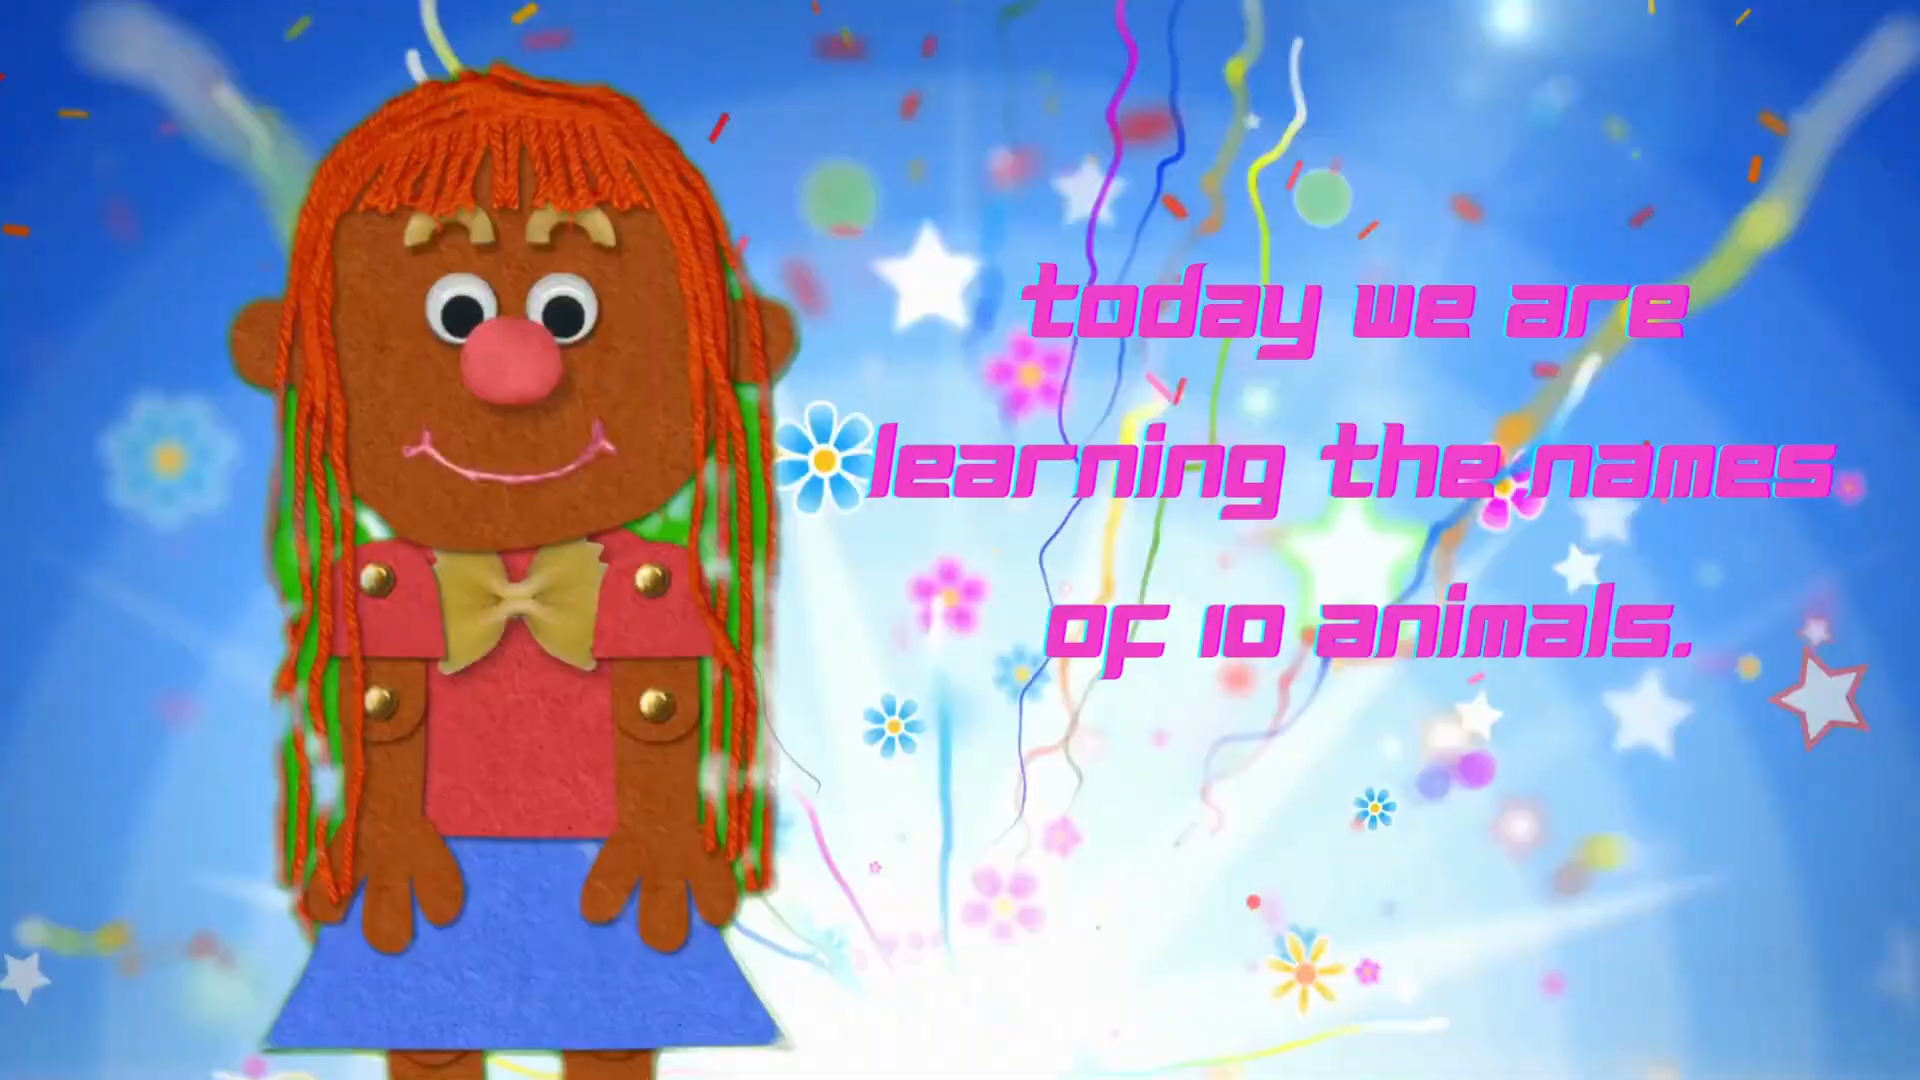 today we are
learning the names
of 10 animals.